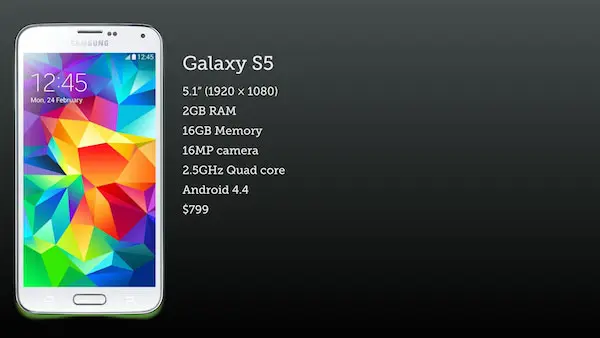 SAMSUNG
12:45
12:45
Mon, 24 February
Galaxy S5
5.1” (1920 × 1080)
2GB RAM
16GB Memory
16MP camera
2.5GHz Quad core
Android 4.4
$799